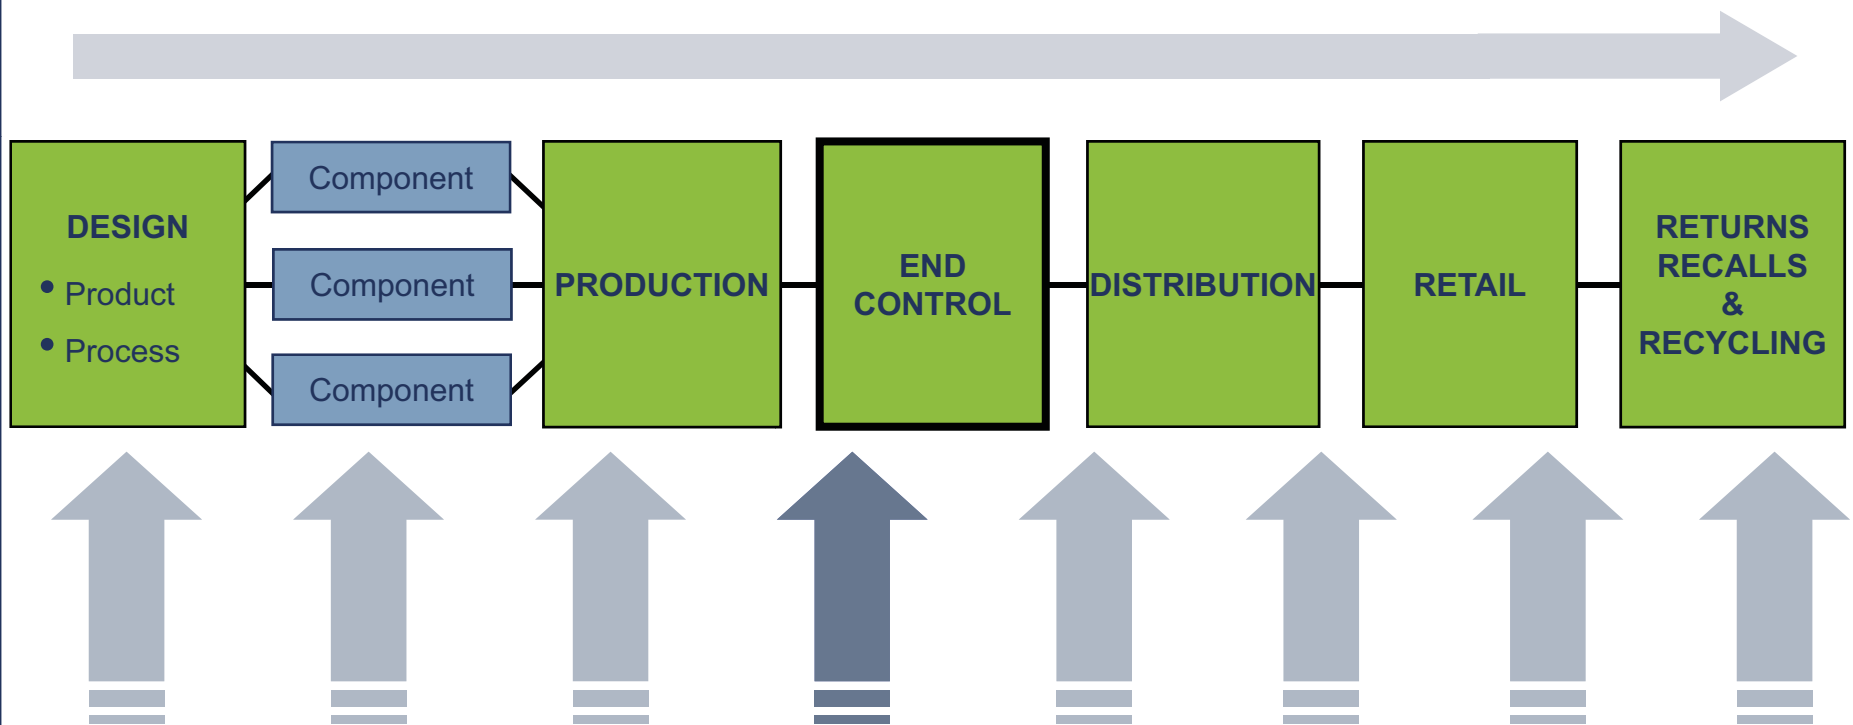 DESIGN
• Product
• Process
Component
Component
Component
PRODUCTION
END
CONTROL
DISTRIBUTION
RETAIL
RETURNS
RECALLS
&
RECYCLING